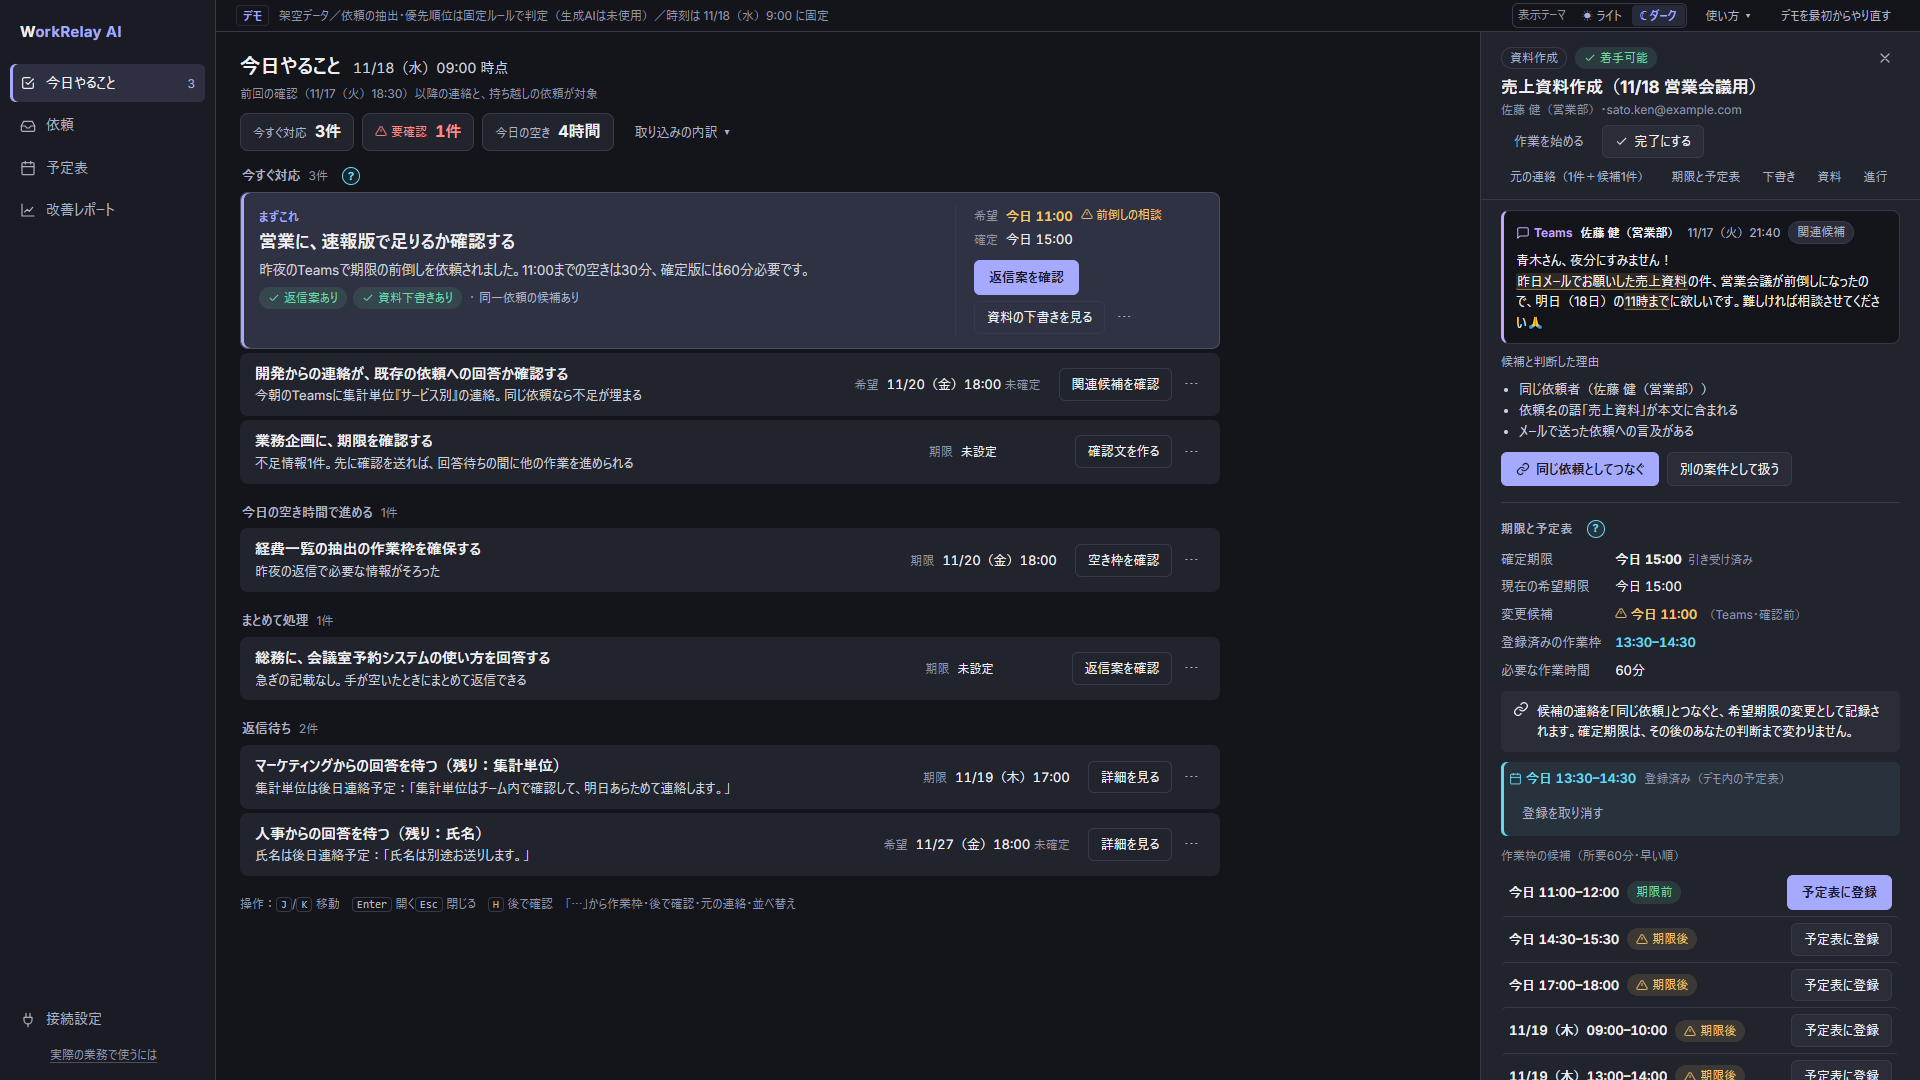 WorkRelay AI
今日やること 3
依頼
予定表
改善レポート
接続設定
実際の業務で使うには
デモ 架空データ／依頼の抽出・優先順位は固定ルールで判定（生成AIは未使用）／時刻は 11/18（水）9:00 に固定
表示テーマ ライト ダーク 使い方 ▼ デモを最初からやり直す
今日やること 11/18（水）09:00 時点
前回の確認（11/17（火）18:30）以降の連絡と、持ち越しの依頼が対象
今すぐ対応 3件 要確認 1件 今日の空き 4時間 取り込みの内訳 ▼
今すぐ対応 3件 ?
まずこれ
営業に、速報版で足りるか確認する
昨夜のTeamsで期限の前倒しを依頼されました。11:00までの空きは30分、確定版には60分必要です。
返信案あり 資料下書きあり ・同一依頼の候補あり
希望 今日 11:00 前倒しの相談
確定 今日 15:00
返信案を確認
資料の下書きを見る …
開発からの連絡が、既存の依頼への回答か確認する
今朝のTeamsに集計単位『サービス別』の連絡。同じ依頼なら不足が埋まる
希望 11/20（金）18:00 未確定 関連候補を確認 …
業務企画に、期限を確認する
不足情報1件。先に確認を送れば、回答待ちの間に他の作業を進められる
期限 未設定 確認文を作る …
今日の空き時間で進める 1件
経費一覧の抽出の作業枠を確保する
昨夜の返信で必要な情報がそろった
期限 11/20（金）18:00 空き枠を確認 …
まとめて処理 1件
総務に、会議室予約システムの使い方を回答する
急ぎの記載なし。手が空いたときにまとめて返信できる
期限 未設定 返信案を確認 …
返信待ち 2件
マーケティングからの回答を待つ（残り：集計単位）
集計単位は後日連絡予定：「集計単位はチーム内で確認して、明日あらためて連絡します。」
期限 11/19（木）17:00 詳細を見る …
人事からの回答を待つ（残り：氏名）
氏名は後日連絡予定：「氏名は別途お送りします。」
希望 11/27（金）18:00 未確定 詳細を見る …
操作： J / K 移動 Enter 開く Esc 閉じる H 後で確認 「…」から作業枠・後で確認・元の連絡・並べ替え
資料作成 着手可能
売上資料作成（11/18 営業会議用）
佐藤 健（営業部）・sato.ken@example.com
作業を始める 完了にする
元の連絡（1件＋候補1件） 期限と予定表 下書き 資料 進行
Teams 佐藤 健（営業部） 11/17（火）21:40 関連候補
青木さん、夜分にすみません！
昨日メールでお願いした売上資料の件、営業会議が前倒しになったの
で、明日（18日）の11時までに欲しいです。難しければ相談させてくださ
い🙏
候補と判断した理由
• 同じ依頼者（佐藤 健（営業部））
• 依頼名の語「売上資料」が本文に含まれる
• メールで送った依頼への言及がある
同じ依頼としてつなぐ 別の案件として扱う
期限と予定表 ?
確定期限 今日 15:00 引き受け済み
現在の希望期限 今日 15:00
変更候補 今日 11:00 （Teams・確認前）
登録済みの作業枠 13:30–14:30
必要な作業時間 60分
候補の連絡を「同じ依頼」とつなぐと、希望期限の変更として記録さ
れます。確定期限は、その後のあなたの判断まで変わりません。
今日 13:30–14:30 登録済み（デモ内の予定表）
登録を取り消す
作業枠の候補（所要60分・早い順）
今日 11:00–12:00 期限前 予定表に登録
今日 14:30–15:30 期限後 予定表に登録
今日 17:00–18:00 期限後 予定表に登録
11/19（木）09:00–10:00 期限後 予定表に登録
11/19（木）13:00–14:00 期限後 予定表に登録